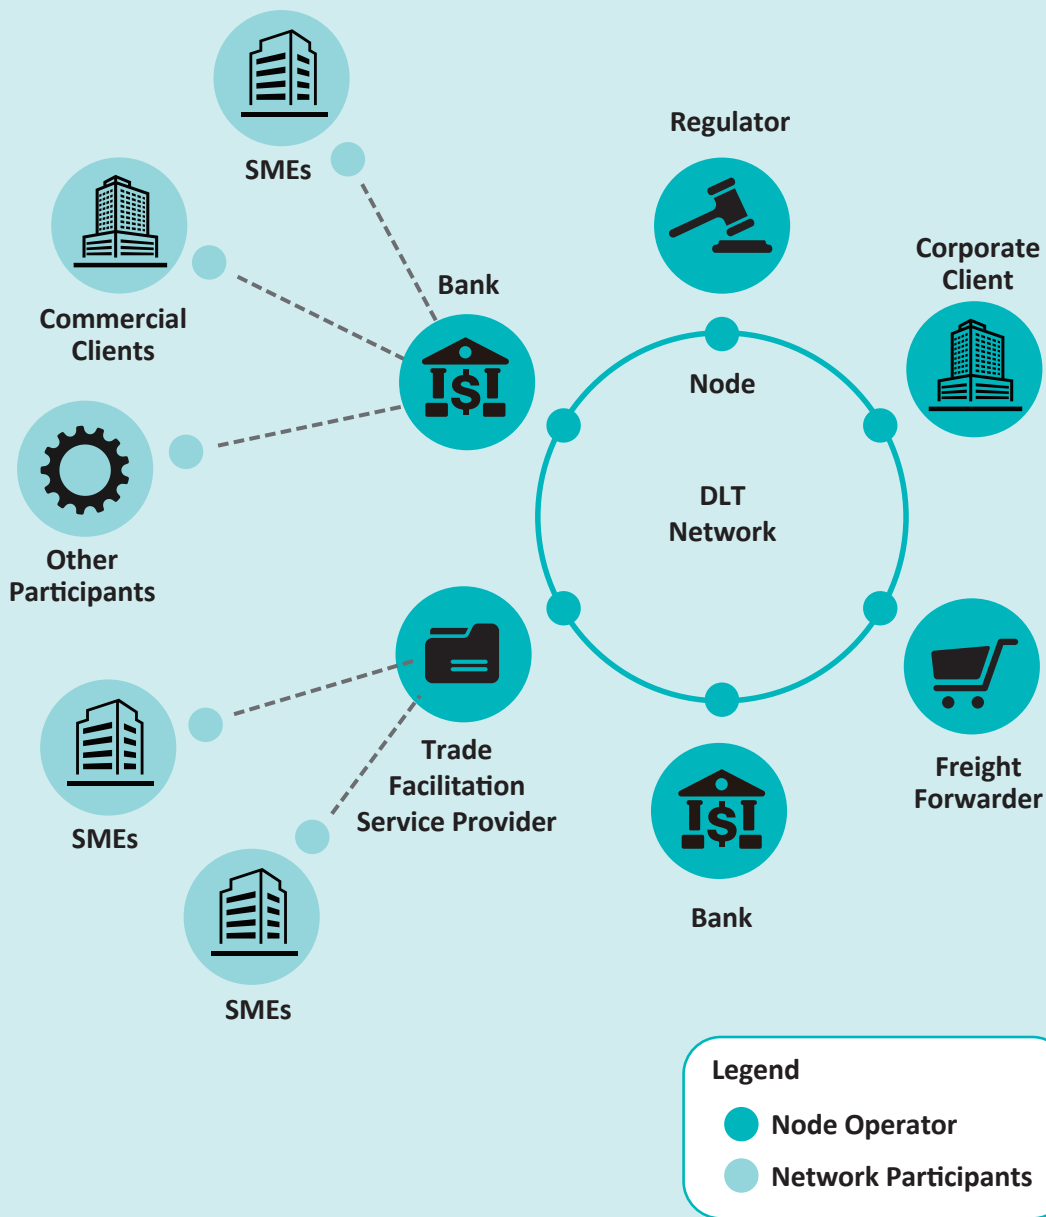 SMEs
Regulator
Commercial
Clients
Bank
Corporate
Client
Node
DLT
Network
Other
Participants
SMEs
Trade
Facilitation
Service Provider
Freight
Forwarder
SMEs
Bank
Legend
Node Operator
Network Participants